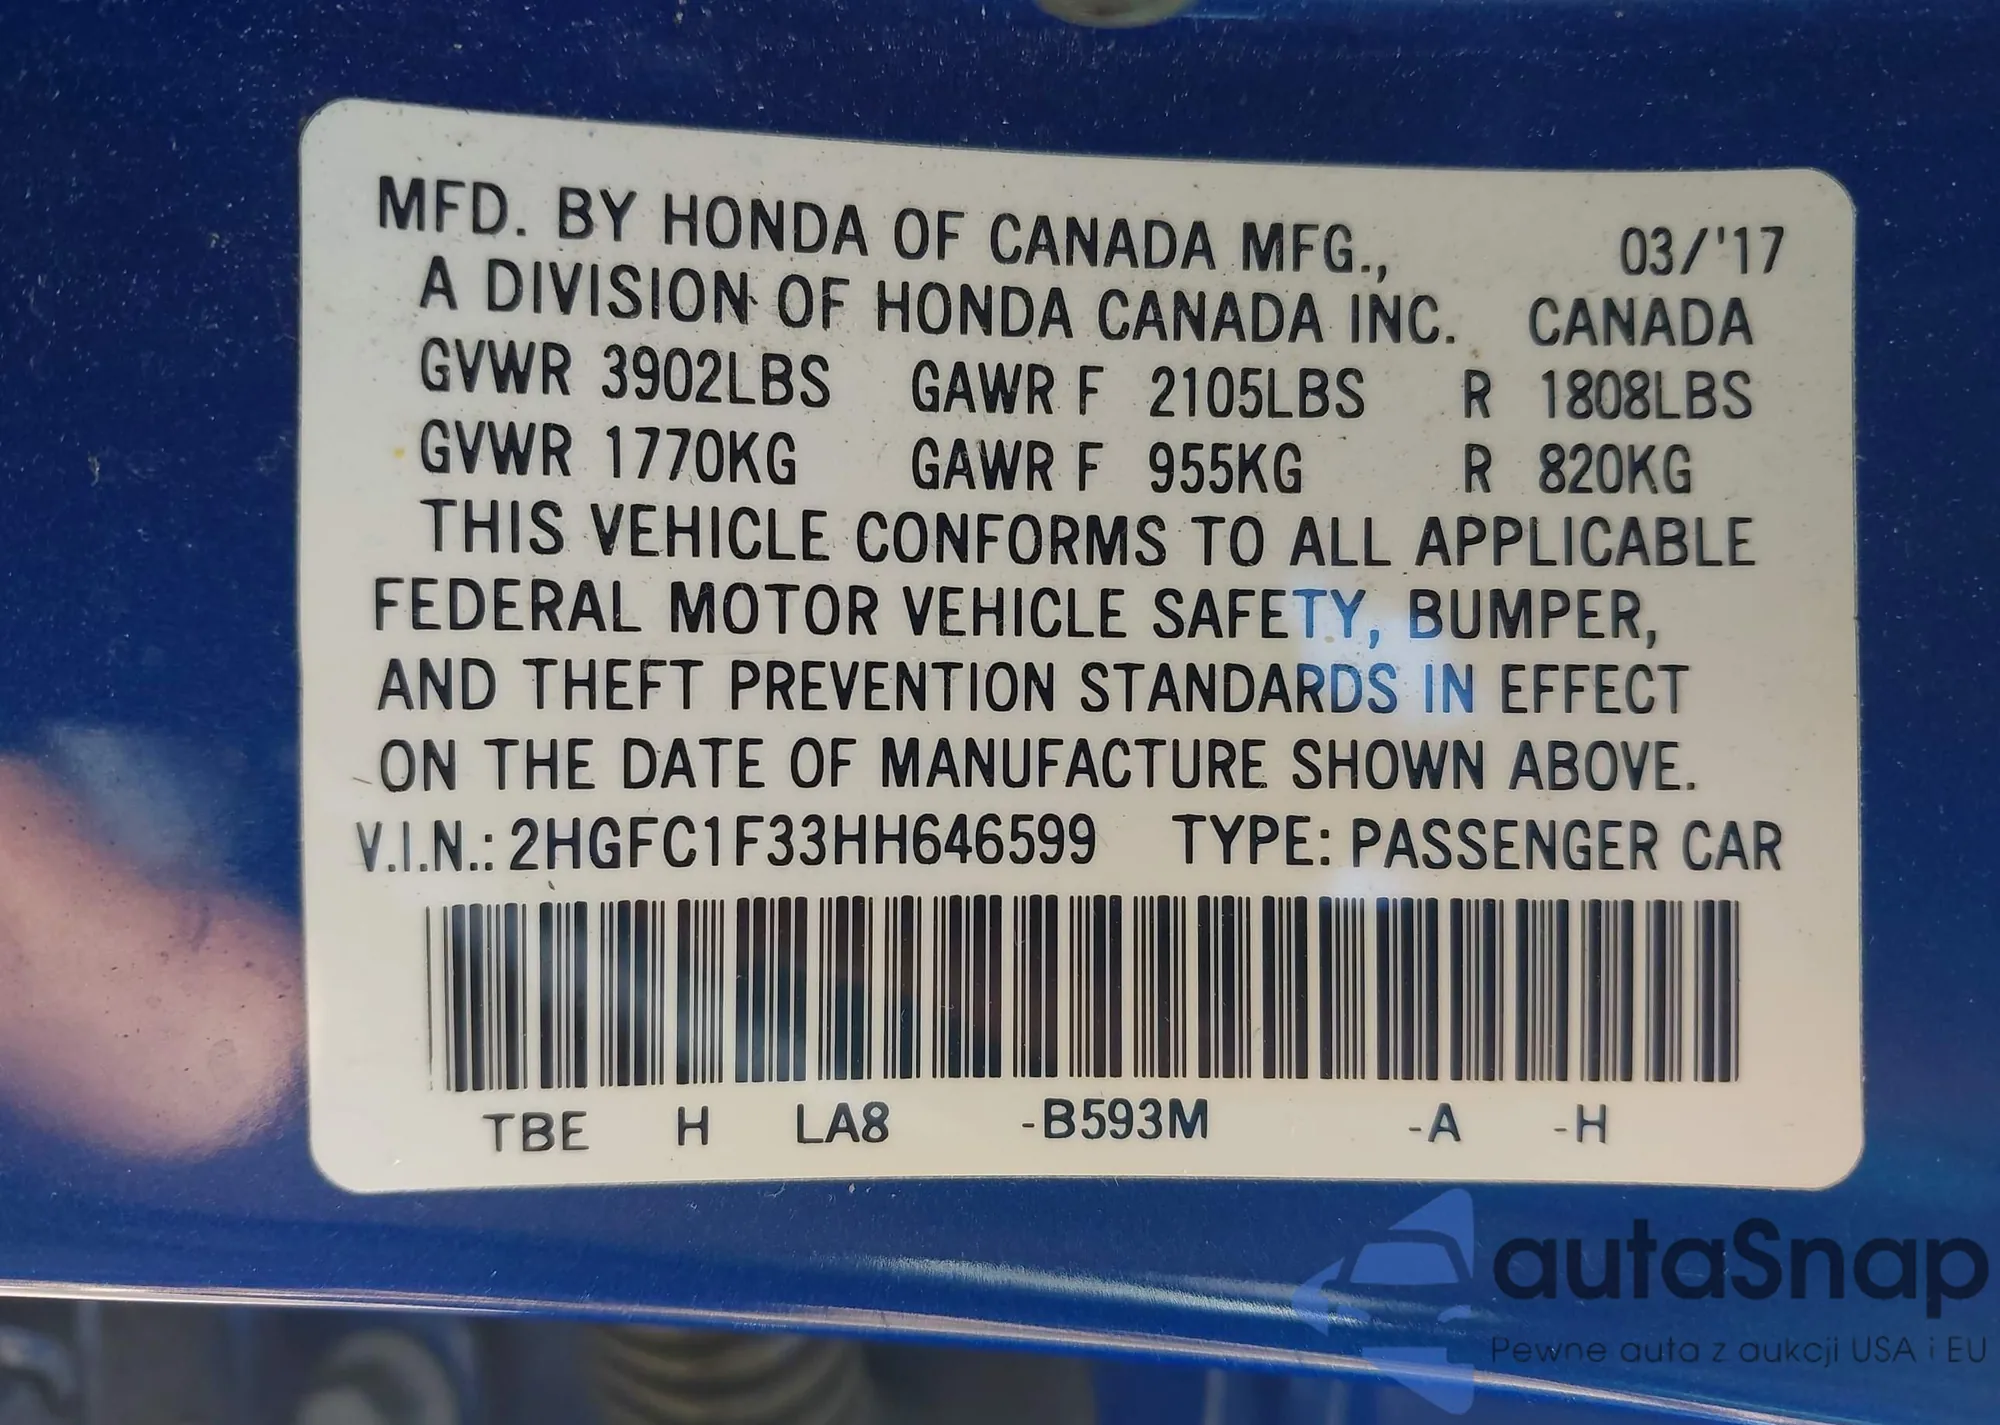 MFD. BY HONDA OF CANADA MFG., 03/'17
A DIVISION OF HONDA CANADA INC. CANADA
GVWR 3902LBS GAWR F 2105LBS R 1808LBS
GVWR 1770KG GAWR F 955KG R 820KG
THIS VEHICLE CONFORMS TO ALL APPLICABLE
FEDERAL MOTOR VEHICLE SAFETY, BUMPER,
AND THEFT PREVENTION STANDARDS IN EFFECT
ON THE DATE OF MANUFACTURE SHOWN ABOVE.
V.I.N.: 2HGFC1F33HH646599 TYPE: PASSENGER CAR
TBE H LA8 -B593M -A -H
autaSnap
Pewne auta z aukcji USA i EU